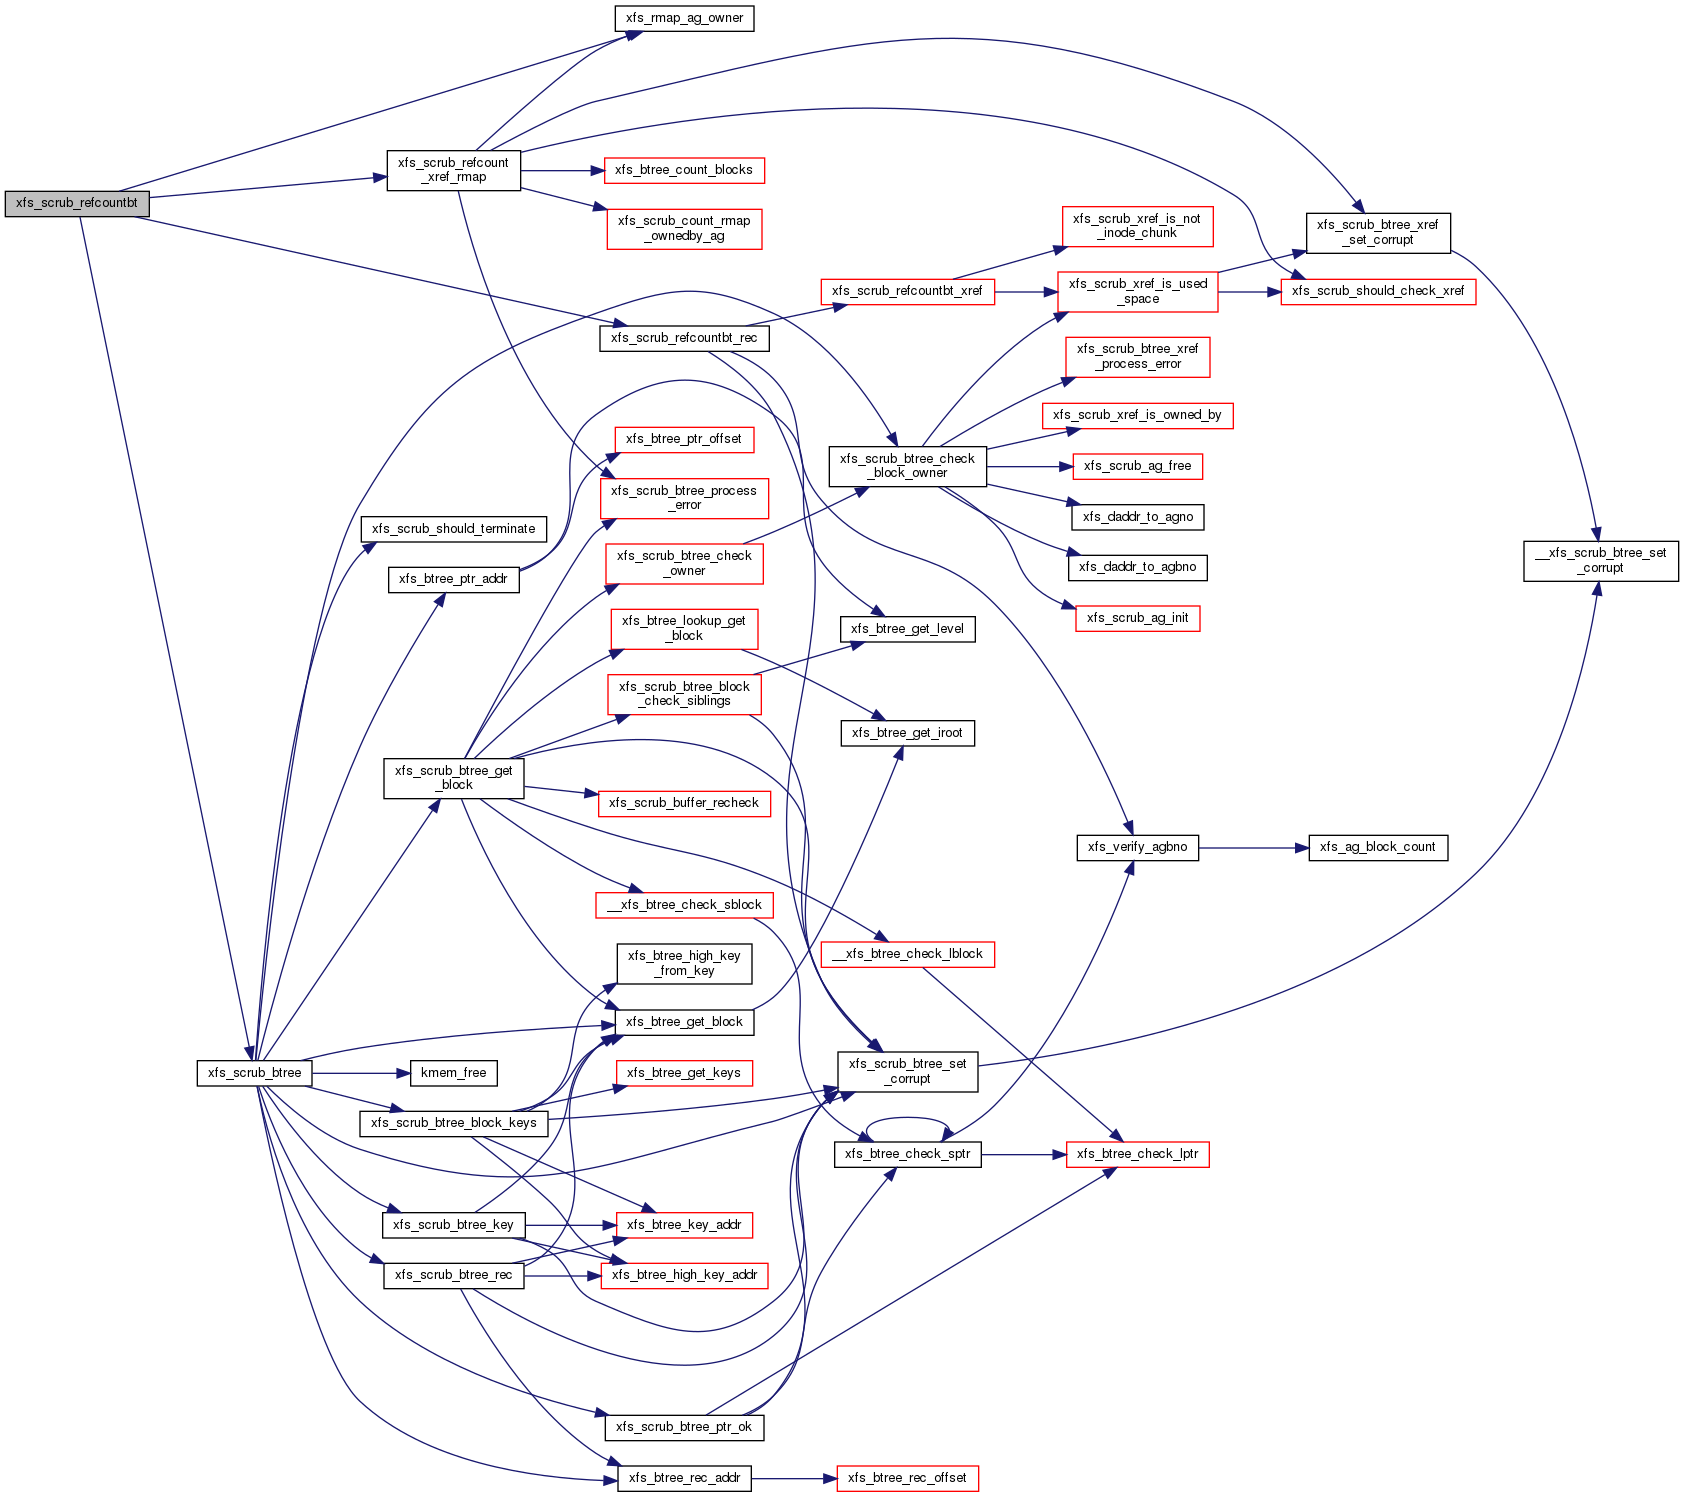 xfs_rmap_ag_owner
xfs_scrub_refcount
_xref_rmap
xfs_btree_count_blocks
xfs_scrub_refcountbt
xfs_scrub_count_rmap
_ownedby_ag
xfs_scrub_xref_is_not
_inode_chunk
xfs_scrub_btree_xref
_set_corrupt
xfs_scrub_refcountbt_xref
xfs_scrub_xref_is_used
_space
xfs_scrub_should_check_xref
xfs_scrub_refcountbt_rec
xfs_scrub_btree_xref
_process_error
xfs_scrub_xref_is_owned_by
xfs_btree_ptr_offset
xfs_scrub_btree_check
_block_owner
xfs_scrub_ag_free
xfs_scrub_btree_process
_error
xfs_daddr_to_agno
xfs_scrub_should_terminate
xfs_scrub_btree_check
_owner
xfs_daddr_to_agbno
__xfs_scrub_btree_set
_corrupt
xfs_btree_ptr_addr
xfs_scrub_ag_init
xfs_btree_lookup_get
_block
xfs_btree_get_level
xfs_scrub_btree_block
_check_siblings
xfs_btree_get_iroot
xfs_scrub_btree_get
_block
xfs_scrub_buffer_recheck
xfs_verify_agbno
xfs_ag_block_count
__xfs_btree_check_sblock
xfs_btree_high_key
_from_key
__xfs_btree_check_lblock
xfs_btree_get_block
xfs_scrub_btree
kmem_free
xfs_btree_get_keys
xfs_scrub_btree_set
_corrupt
xfs_scrub_btree_block_keys
xfs_btree_check_sptr
xfs_btree_check_lptr
xfs_scrub_btree_key
xfs_btree_key_addr
xfs_scrub_btree_rec
xfs_btree_high_key_addr
xfs_scrub_btree_ptr_ok
xfs_btree_rec_addr
xfs_btree_rec_offset